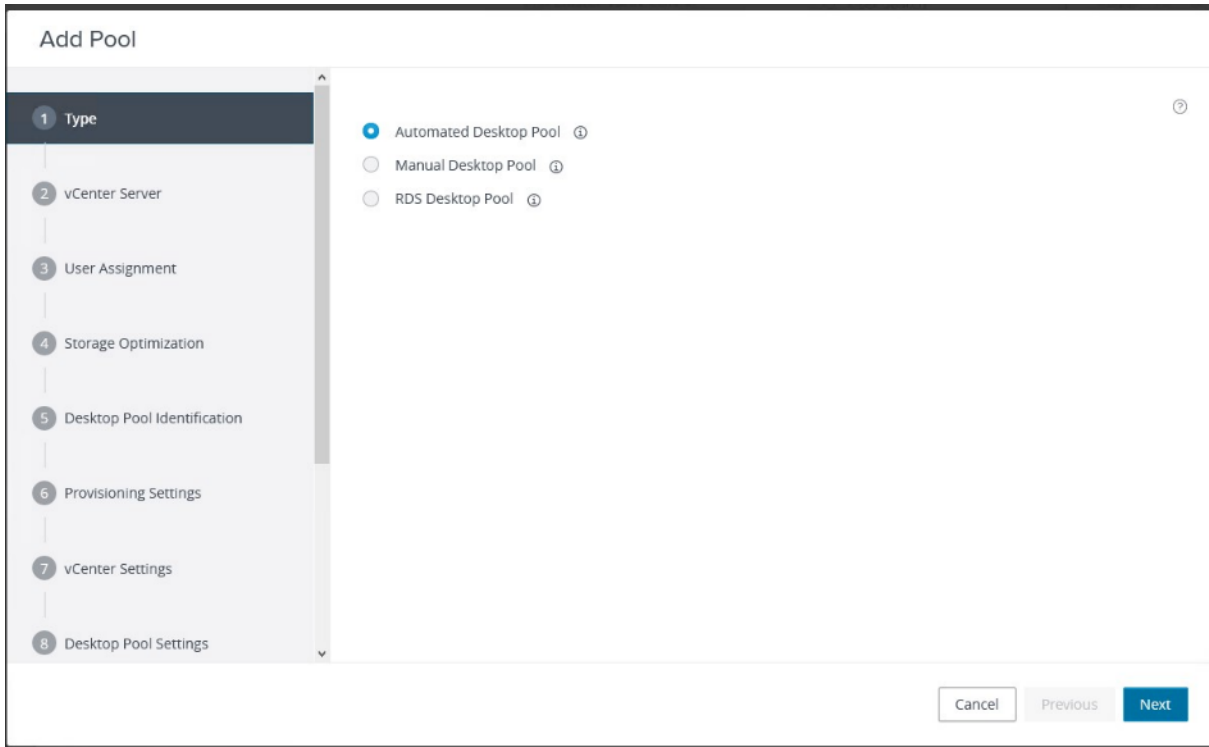 Add Pool
1 Type
2 vCenter Server
3 User Assignment
4 Storage Optimization
5 Desktop Pool Identification
6 Provisioning Settings
7 vCenter Settings
8 Desktop Pool Settings
Automated Desktop Pool
Manual Desktop Pool
RDS Desktop Pool
Cancel Previous Next